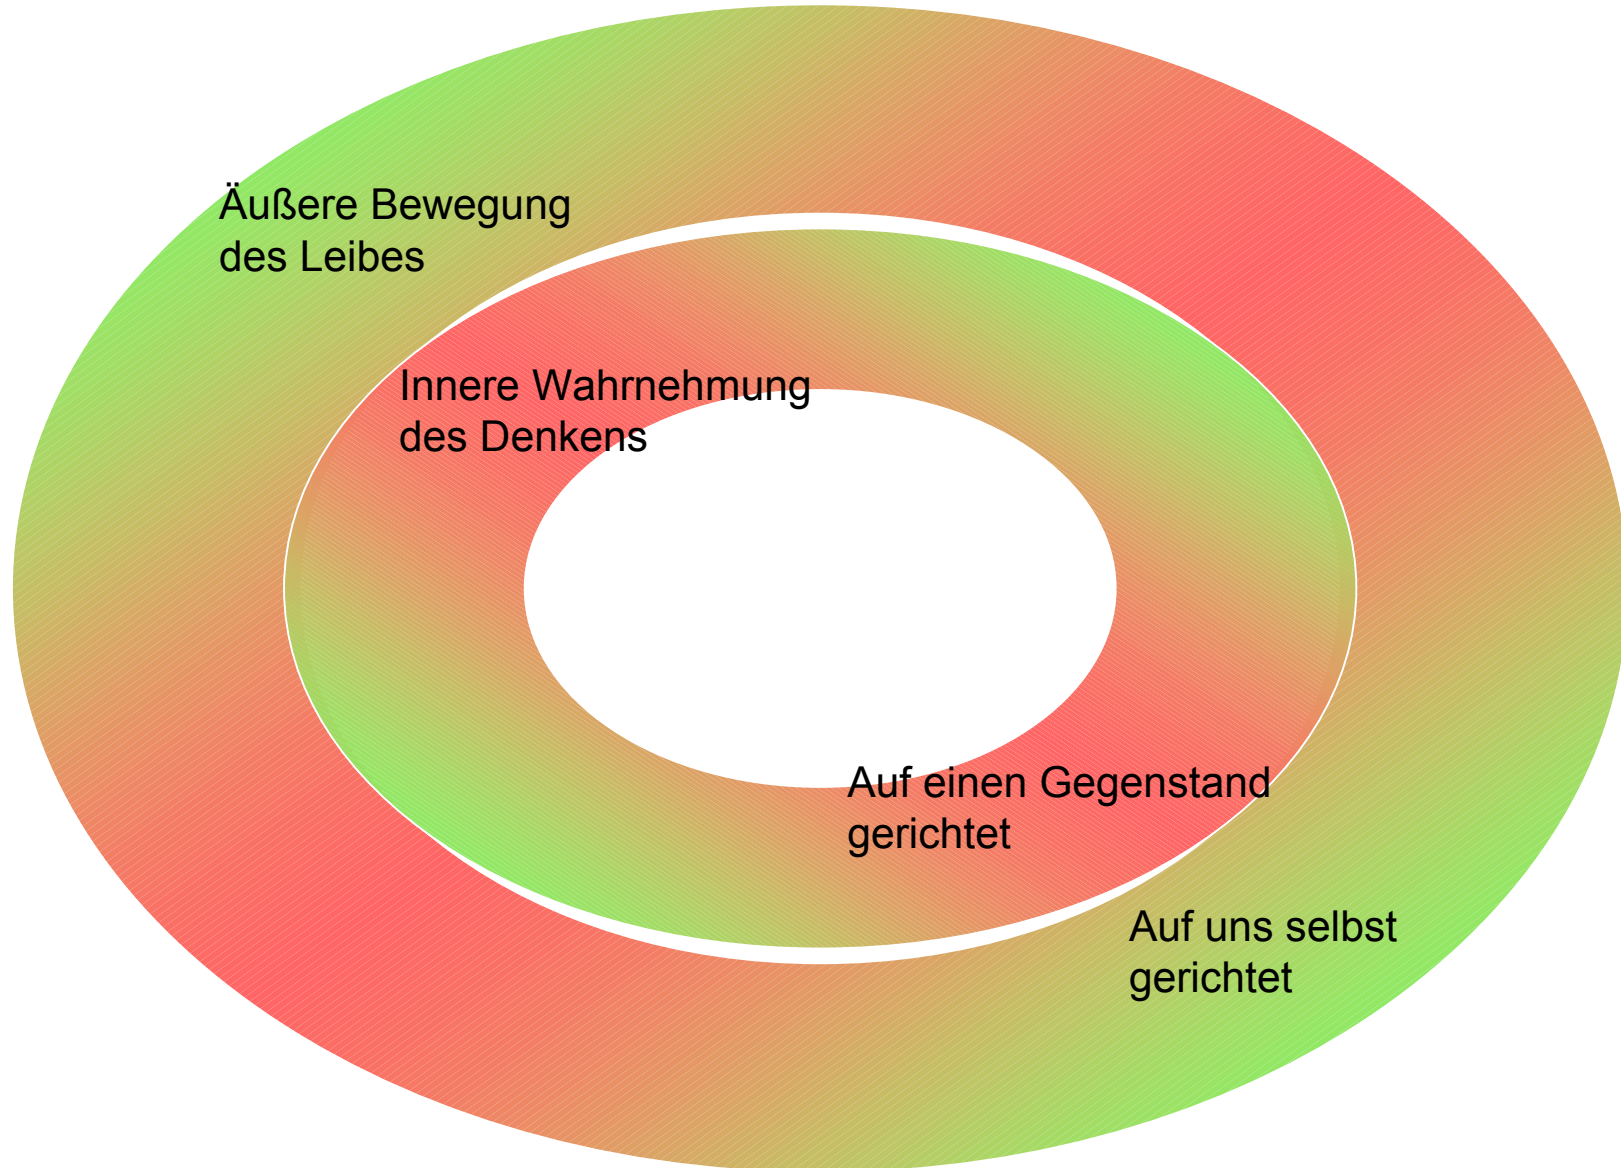 Äußere Bewegung
des Leibes
Innere Wahrnehmung
des Denkens
Auf einen Gegenstand
gerichtet
Auf uns selbst
gerichtet